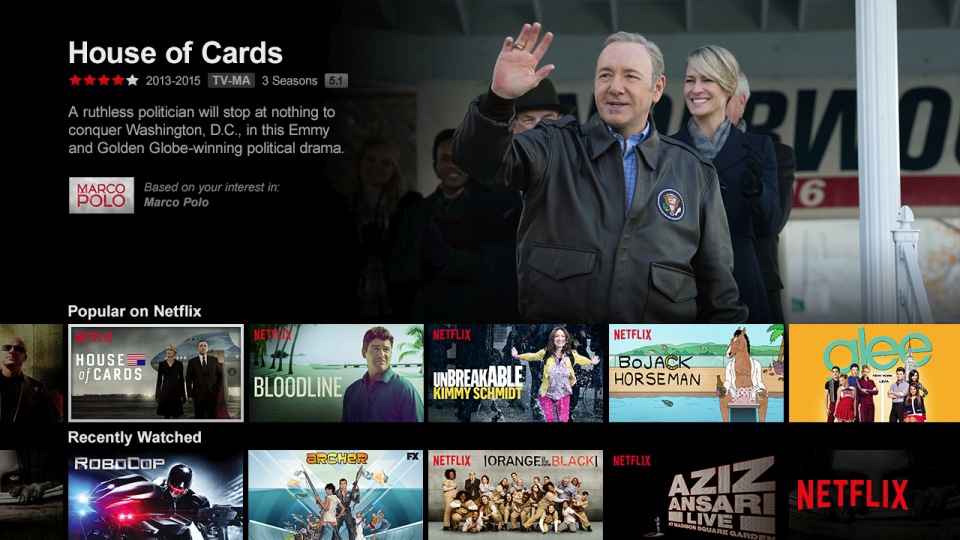 House of Cards
2013-2015 TV-MA 3 Seasons 5.1
A ruthless politician will stop at nothing to
conquer Washington, D.C., in this Emmy
and Golden Globe-winning political drama.
MARCO
POLO
Based on your interest in:
Marco Polo
RWO
16
Popular on Netflix
NETFLIX
HOUSE
of CARDS
NETFLIX
BLOODLINE
NETFLIX
UNBREAKABLE
KIMMY SCHMIDT
NETFLIX
BOJACK
HORSEMAN
glee
Recently Watched
ROBOCOP
ARCHER
FX
NETFLIX
ORANGE IS THE NEW BLACK
NETFLIX
AZIZ
ANSARI
LIVE
AT MADISON SQUARE GARDEN
NETFLIX